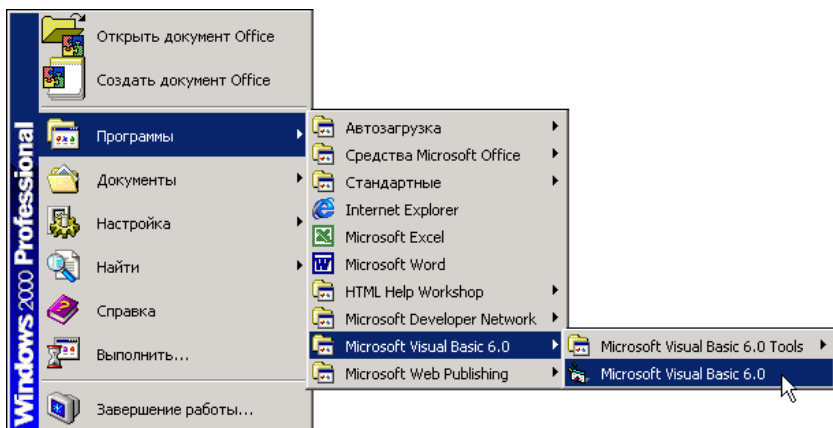 Windows 2000 Professional
Открыть документ Office
Создать документ Office
Программы
Документы
Настройка
Найти
Справка
Выполнить...
Завершение работы...
Автозагрузка
Средства Microsoft Office
Стандартные
Internet Explorer
Microsoft Excel
Microsoft Word
HTML Help Workshop
Microsoft Developer Network
Microsoft Visual Basic 6.0
Microsoft Web Publishing
Microsoft Visual Basic 6.0 Tools
Microsoft Visual Basic 6.0